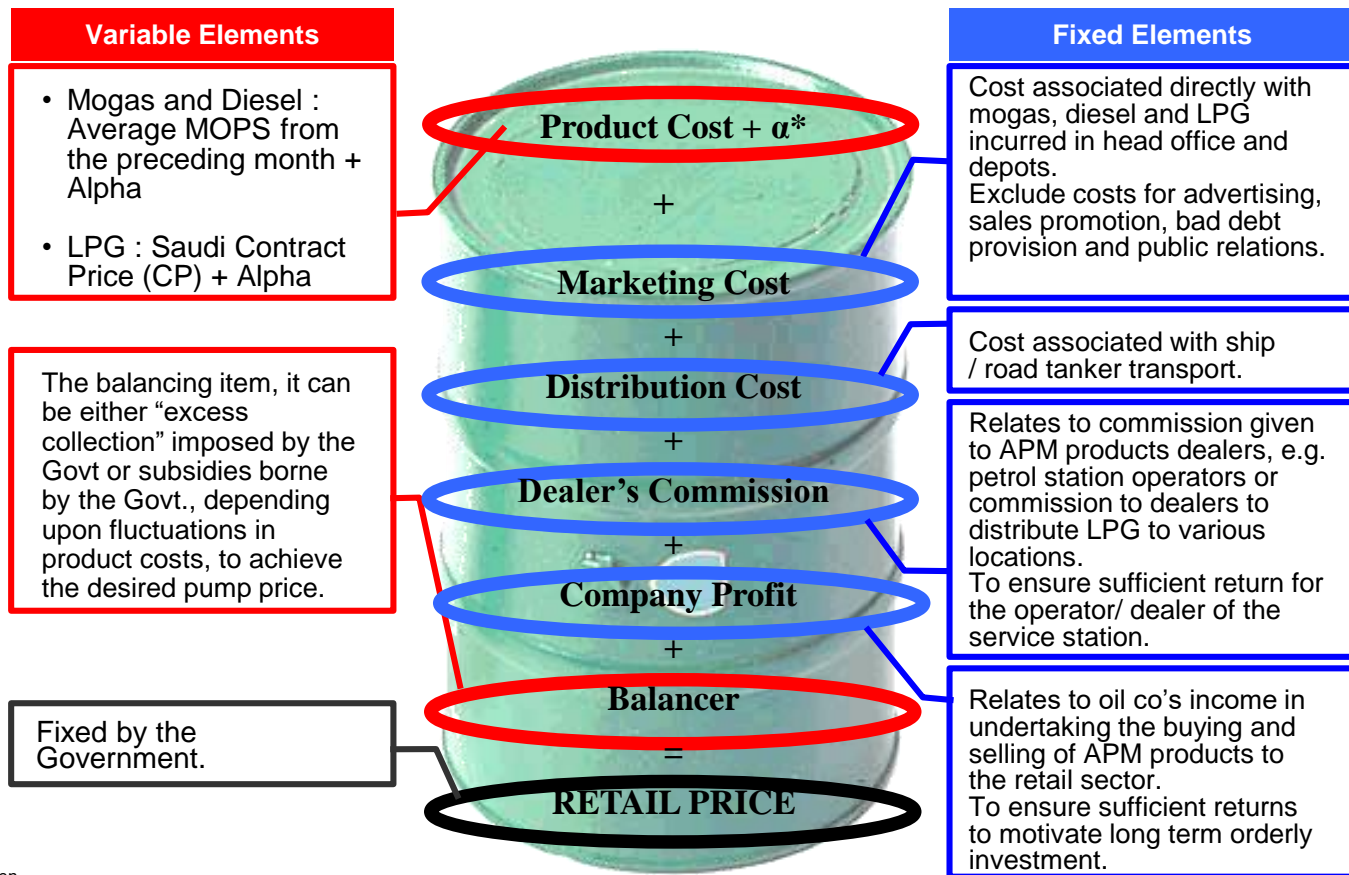 Variable Elements
• Mogas and Diesel :
Average MOPS from
the preceding month +
Alpha
• LPG : Saudi Contract
Price (CP) + Alpha
The balancing item, it can
be either “excess
collection” imposed by the
Govt or subsidies borne
by the Govt., depending
upon fluctuations in
product costs, to achieve
the desired pump price.
Fixed by the
Government.
Product Cost + α*
+
Marketing Cost
+
Distribution Cost
+
Dealer’s Commission
+
Company Profit
+
Balancer
=
RETAIL PRICE
Fixed Elements
Cost associated directly with
mogas, diesel and LPG
incurred in head office and
depots.
Exclude costs for advertising,
sales promotion, bad debt
provision and public relations.
Cost associated with ship
/ road tanker transport.
Relates to commission given
to APM products dealers, e.g.
petrol station operators or
commission to dealers to
distribute LPG to various
locations.
To ensure sufficient return for
the operator/ dealer of the
service station.
Relates to oil co’s income in
undertaking the buying and
selling of APM products to
the retail sector.
To ensure sufficient returns
to motivate long term orderly
investment.